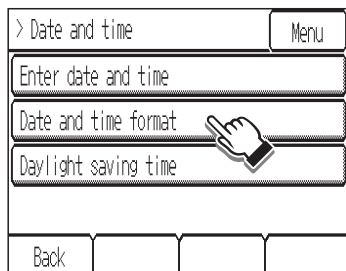 > Date and time
Menu
Enter date and time
Date and time format
Daylight saving time
Back